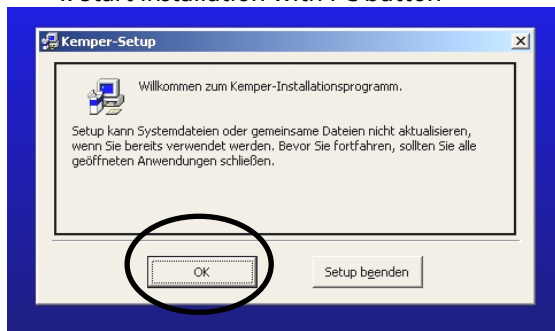 Kemper-Setup
Willkommen zum Kemper-Installationsprogramm.
Setup kann Systemdateien oder gemeinsame Dateien nicht aktualisieren,
wenn Sie bereits verwendet werden. Bevor Sie fortfahren, sollten Sie alle
geöffneten Anwendungen schließen.
OK
Setup beenden